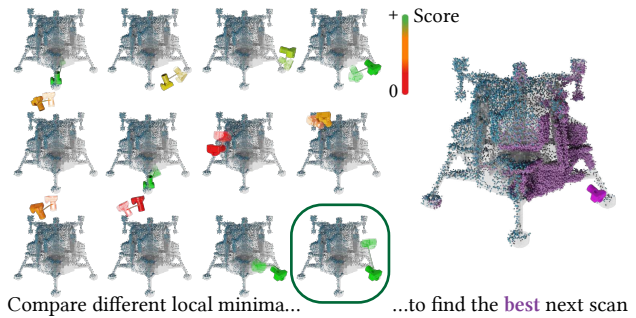 + Score
0
Compare different local minima... ...to find the best next scan